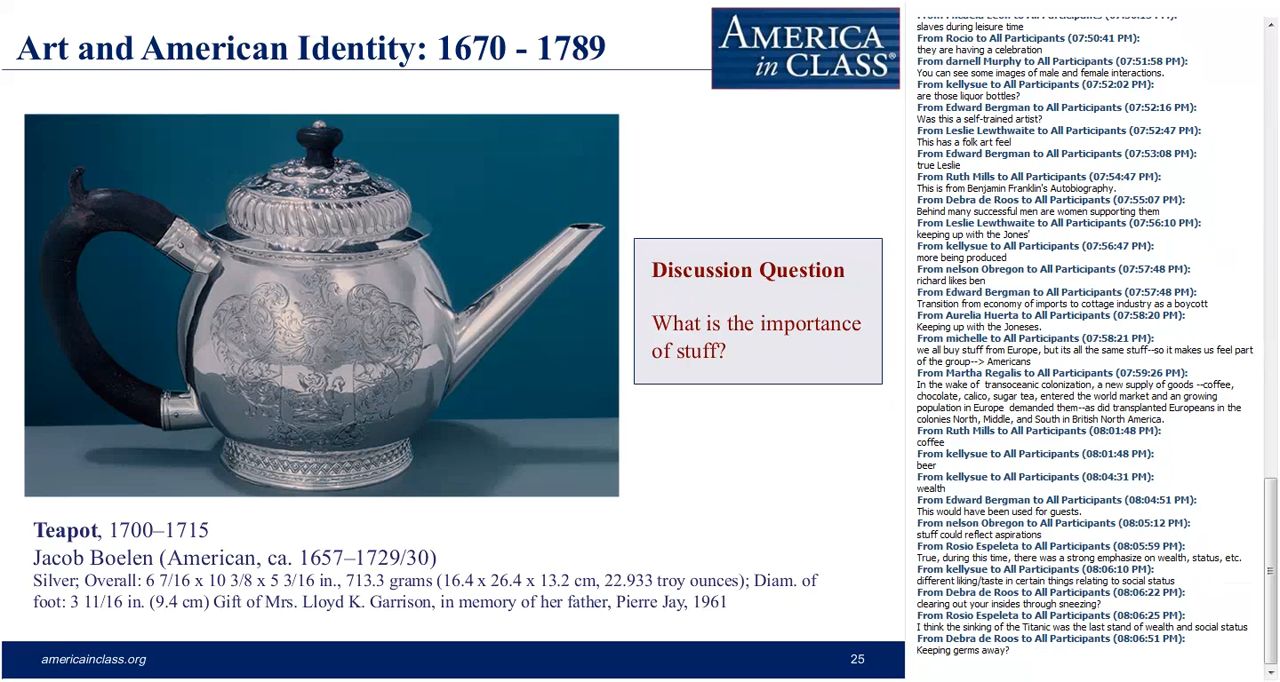 Art and American Identity: 1670 - 1789
AMERICA
in CLASS®
Discussion Question
What is the importance
of stuff?
Teapot, 1700–1715
Jacob Boelen (American, ca. 1657–1729/30)
Silver; Overall: 6 7/16 x 10 3/8 x 5 3/16 in., 713.3 grams (16.4 x 26.4 x 13.2 cm, 22.933 troy ounces); Diam. of
foot: 3 11/16 in. (9.4 cm) Gift of Mrs. Lloyd K. Garrison, in memory of her father, Pierre Jay, 1961
americainclass.org
25
slaves during leisure time
From Rocio to All Participants (07:50:41 PM):
they are having a celebration
From darnell Murphy to All Participants (07:51:58 PM):
You can see some images of male and female interactions.
From kellysue to All Participants (07:52:02 PM):
are those liquor bottles?
From Edward Bergman to All Participants (07:52:16 PM):
Was this a self-trained artist?
From Leslie Lewthwaite to All Participants (07:52:47 PM):
This has a folk art feel
From Edward Bergman to All Participants (07:53:08 PM):
true Leslie
From Ruth Mills to All Participants (07:54:47 PM):
This is from Benjamin Franklin's Autobiography.
From Debra de Roos to All Participants (07:55:07 PM):
Behind many successful men are women supporting them
From Leslie Lewthwaite to All Participants (07:56:10 PM):
keeping up with the Jones'
From kellysue to All Participants (07:56:47 PM):
more being produced
From nelson Obregon to All Participants (07:57:48 PM):
richard likes ben
From Edward Bergman to All Participants (07:57:48 PM):
Transition from economy of imports to cottage industry as a boycott
From Aurelia Huerta to All Participants (07:58:20 PM):
Keeping up with the Joneses.
From michelle to All Participants (07:58:21 PM):
we all buy stuff from Europe, but its all the same stuff--so it makes us feel part
of the group--> Americans
From Martha Regalis to All Participants (07:59:26 PM):
In the wake of transoceanic colonization, a new supply of goods --coffee,
chocolate, calico, sugar tea, entered the world market and an growing
population in Europe demanded them--as did transplanted Europeans in the
colonies North, Middle, and South in British North America.
From Ruth Mills to All Participants (08:01:48 PM):
coffee
From kellysue to All Participants (08:01:48 PM):
beer
From kellysue to All Participants (08:04:31 PM):
wealth
From Edward Bergman to All Participants (08:04:51 PM):
This would have been used for guests.
From nelson Obregon to All Participants (08:05:12 PM):
stuff could reflect aspirations
From Rosio Espeleta to All Participants (08:05:59 PM):
True, during this time, there was a strong emphasize on wealth, status, etc.
From kellysue to All Participants (08:06:10 PM):
different liking/taste in certain things relating to social status
From Debra de Roos to All Participants (08:06:22 PM):
clearing out your insides through sneezing?
From Rosio Espeleta to All Participants (08:06:25 PM):
I think the sinking of the Titanic was the last stand of wealth and social status
From Debra de Roos to All Participants (08:06:51 PM):
Keeping germs away?